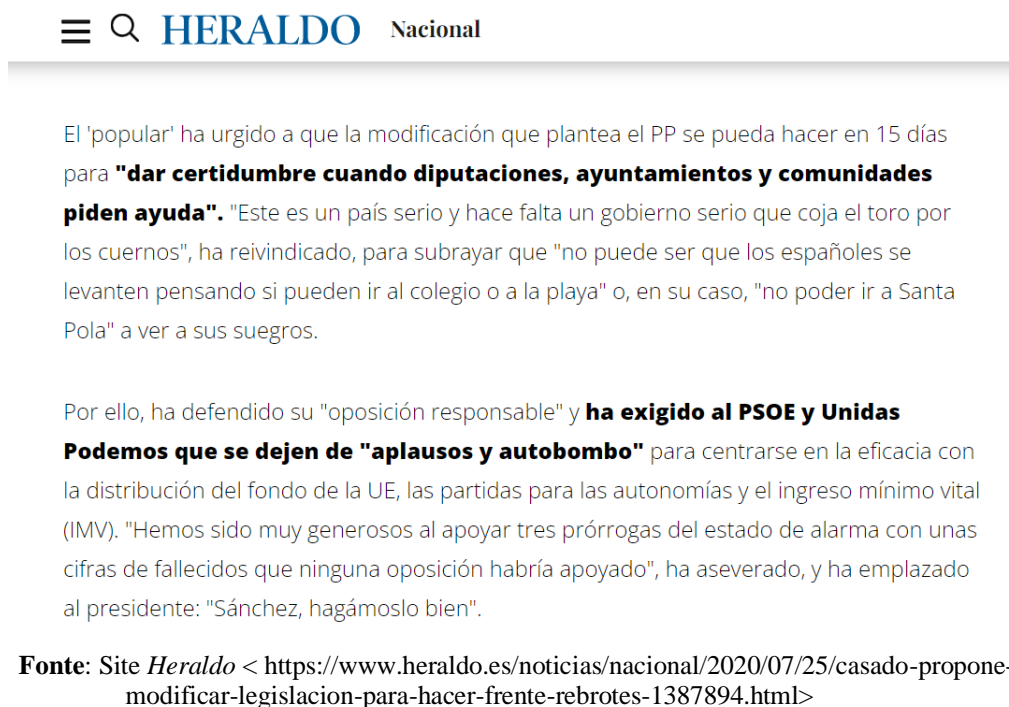 HERALDO Nacional
El 'popular' ha urgido a que la modificación que plantea el PP se pueda hacer en 15 días
para "dar certidumbre cuando diputaciones, ayuntamientos y comunidades
piden ayuda". "Este es un país serio y hace falta un gobierno serio que coja el toro por
los cuernos", ha reivindicado, para subrayar que "no puede ser que los españoles se
levanten pensando si pueden ir al colegio o a la playa" o, en su caso, "no poder ir a Santa
Pola" a ver a sus suegros.
Por ello, ha defendido su "oposición responsable" y ha exigido al PSOE y Unidas
Podemos que se dejen de "aplausos y autobombo" para centrarse en la eficacia con
la distribución del fondo de la UE, las partidas para las autonomías y el ingreso mínimo vital
(IMV). "Hemos sido muy generosos al apoyar tres prórrogas del estado de alarma con unas
cifras de fallecidos que ninguna oposición habría apoyado", ha aseverado, y ha emplazado
al presidente: "Sánchez, hagámoslo bien".
Fonte: Site Heraldo < https://www.heraldo.es/noticias/nacional/2020/07/25/casado-propone-
modificar-legislacion-para-hacer-frente-rebrotes-1387894.html>